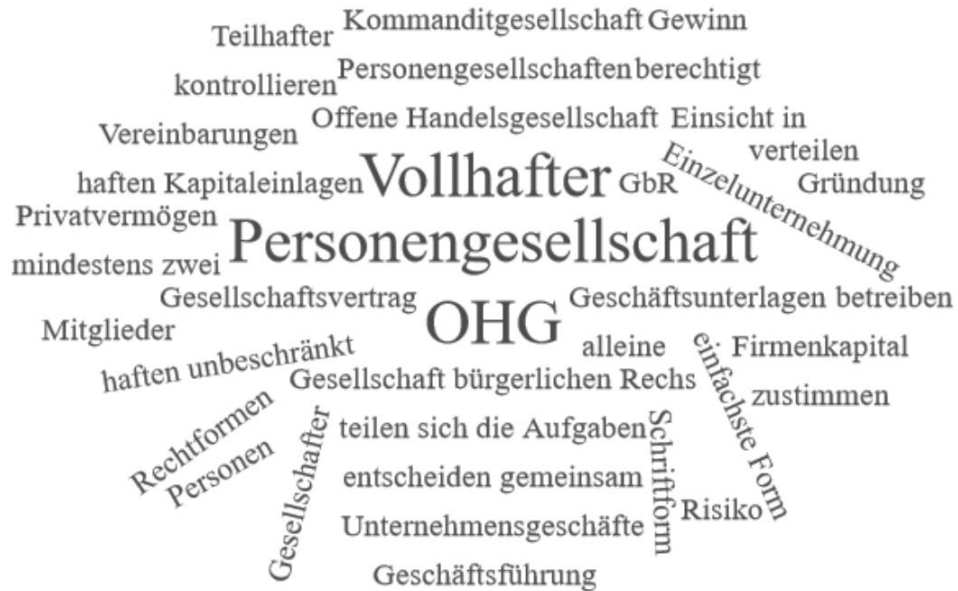 Kommanditgesellschaft Gewinn
Teilhafter
Personengesellschaften berechtigt
kontrollieren
Offene Handelsgesellschaft Einsicht in
Vereinbarungen
verteilen
Einzelunternehmung
haften Kapitaleinlagen Vollhafter GbR Gründung
Privatvermögen
Personengesellschaft
mindestens zwei
Gesellschaftsvertrag Geschäftsunterlagen betreiben
Mitglieder
OHG
alleine Firmenkapital
haften unbeschränkt
einfachste Form
Gesellschaft bürgerlichen Rechs
zustimmen
Rechtformen
Personen
Gesellschafter
teilen sich die Aufgaben
Schriftform
entscheiden gemeinsam
Risiko
Unternehmensgeschäfte
Geschäftsführung